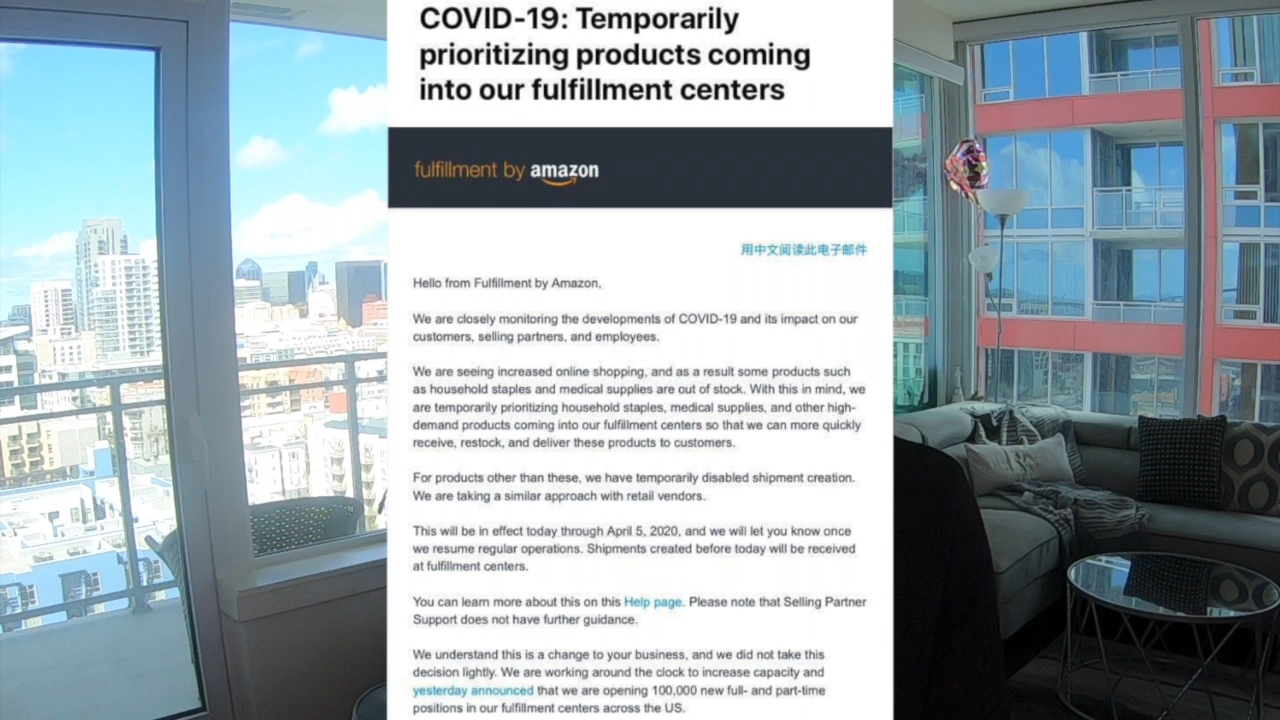 COVID-19: Temporarily
prioritizing products coming
into our fulfillment centers
fulfillment by amazon
用中文阅读此电子邮件
Hello from Fulfillment by Amazon,
We are closely monitoring the developments of COVID-19 and its impact on our
customers, selling partners, and employees.
We are seeing increased online shopping, and as a result some products such
as household staples and medical supplies are out of stock. With this in mind, we
are temporarily prioritizing household staples, medical supplies, and other high-
demand products coming into our fulfillment centers so that we can more quickly
receive, restock, and deliver these products to customers.
For products other than these, we have temporarily disabled shipment creation.
We are taking a similar approach with retail vendors.
This will be in effect today through April 5, 2020, and we will let you know once
we resume regular operations. Shipments created before today will be received
at fulfillment centers.
You can learn more about this on this Help page. Please note that Selling Partner
Support does not have further guidance.
We understand this is a change to your business, and we did not take this
decision lightly. We are working around the clock to increase capacity and
yesterday announced that we are opening 100,000 new full- and part-time
positions in our fulfillment centers across the US.